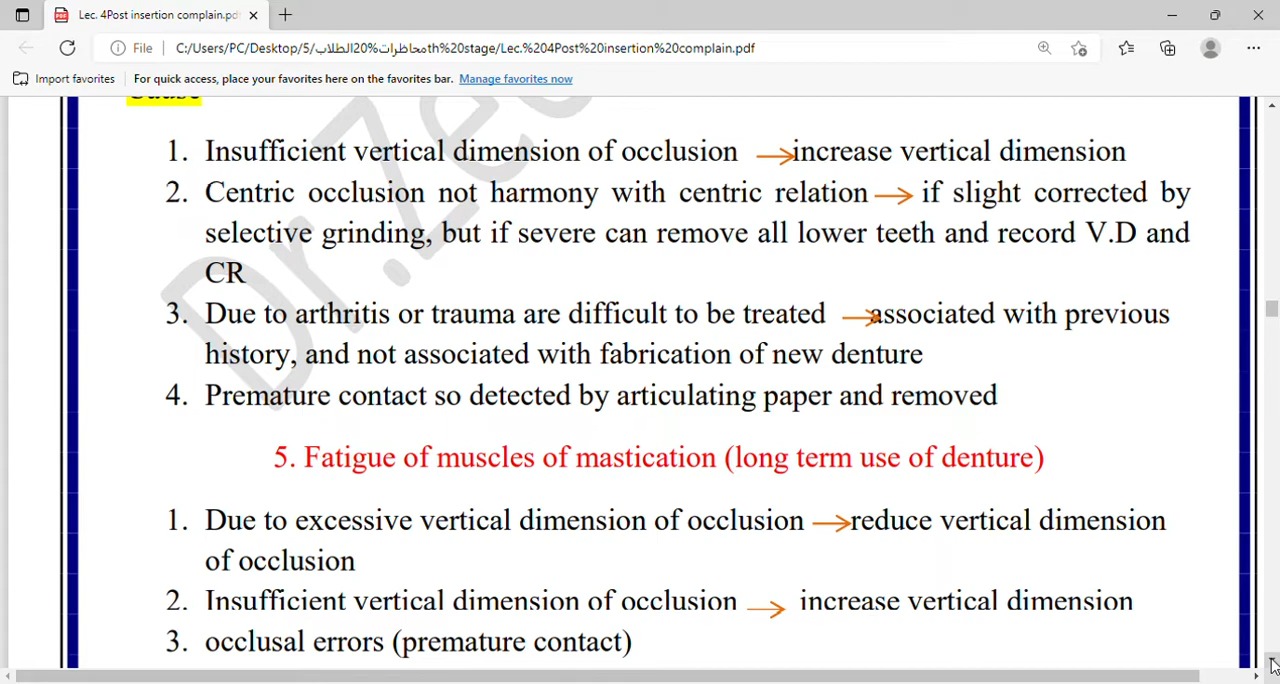 Lec. 4Post insertion complain.pd
File C:/Users/PC/Desktop/5/محاظرات%20الطلاب/th%20stage/Lec.%204Post%20insertion%20complain.pdf
Import favorites For quick access, place your favorites here on the favorites bar. Manage favorites now
Cause
1. Insufficient vertical dimension of occlusion → increase vertical dimension
2. Centric occlusion not harmony with centric relation → if slight corrected by
selective grinding, but if severe can remove all lower teeth and record V.D and
CR
3. Due to arthritis or trauma are difficult to be treated → associated with previous
history, and not associated with fabrication of new denture
4. Premature contact so detected by articulating paper and removed
5. Fatigue of muscles of mastication (long term use of denture)
1. Due to excessive vertical dimension of occlusion → reduce vertical dimension
of occlusion
2. Insufficient vertical dimension of occlusion → increase vertical dimension
3. occlusal errors (premature contact)